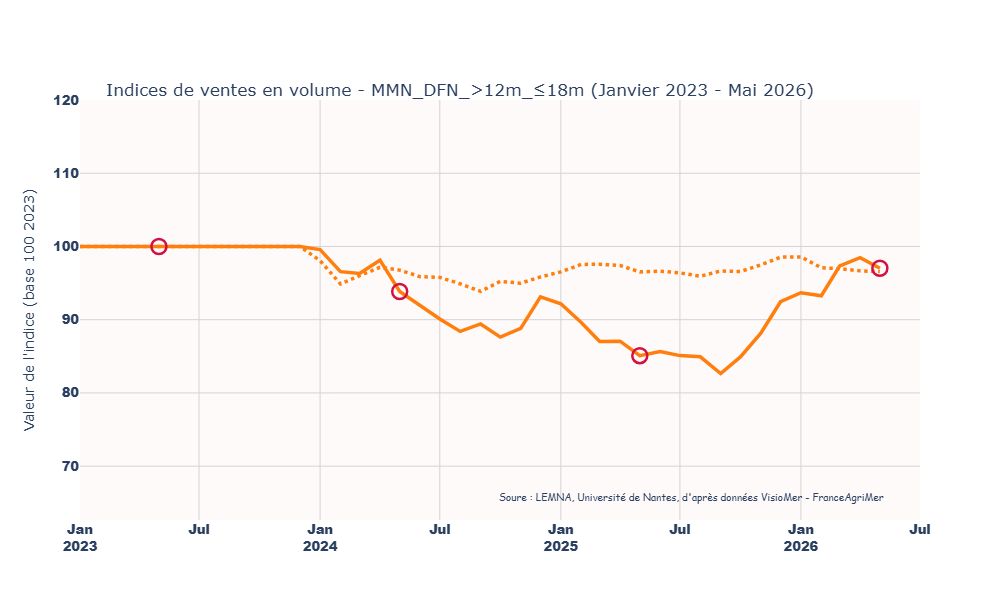 Indices de ventes en volume - MMN_DFN_>12m_≤18m (Janvier 2023 - Mai 2026)
Valeur de l'indice (base 100 2023)
120
110
100
90
80
70
Soure : LEMNA, Université de Nantes, d'après données VisioMer - FranceAgriMer
Jan Jul Jan Jul Jan Jul Jan Jul
2023 2024 2025 2026